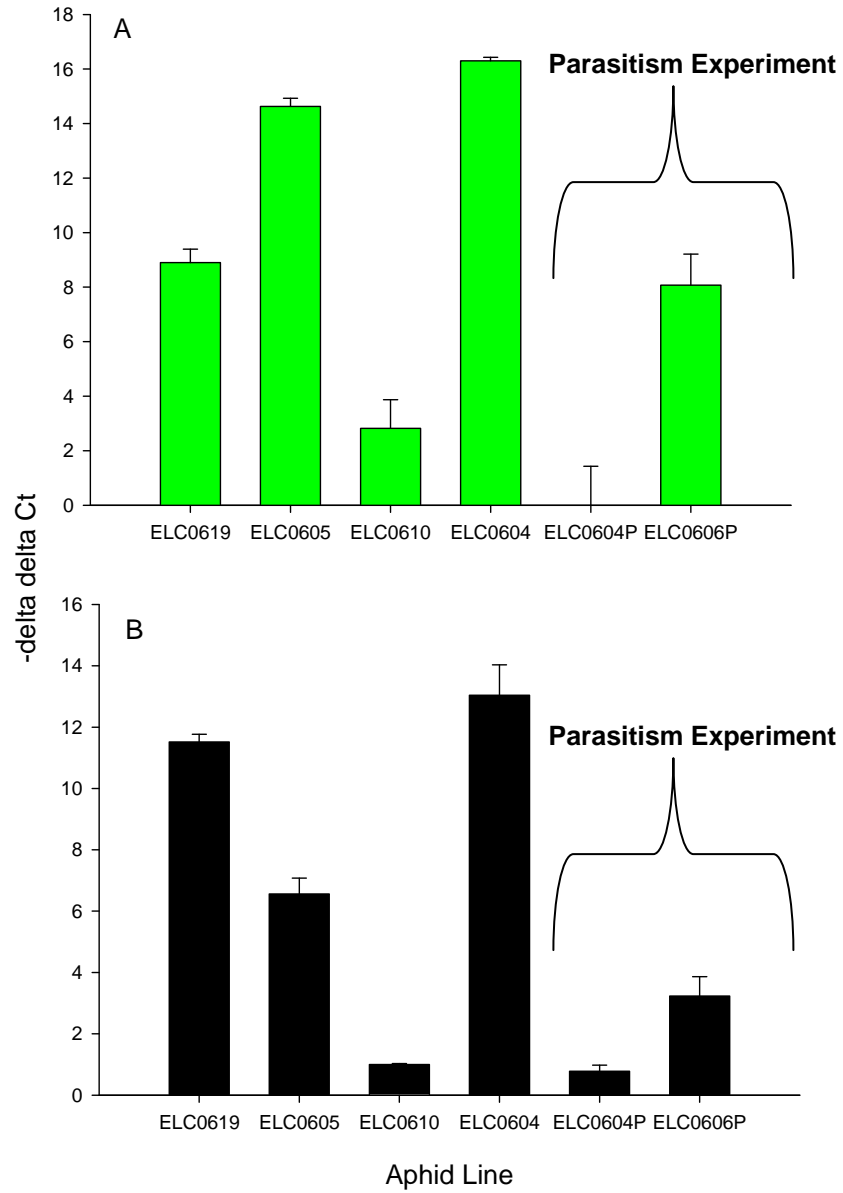 A
Parasitism Experiment
18
16
14
12
10
8
6
4
2
0
ELC0619 ELC0605 ELC0610 ELC0604 ELC0604P ELC0606P
-delta delta Ct
B
Parasitism Experiment
16
14
12
10
8
6
4
2
0
ELC0619 ELC0605 ELC0610 ELC0604 ELC0604P ELC0606P
Aphid Line